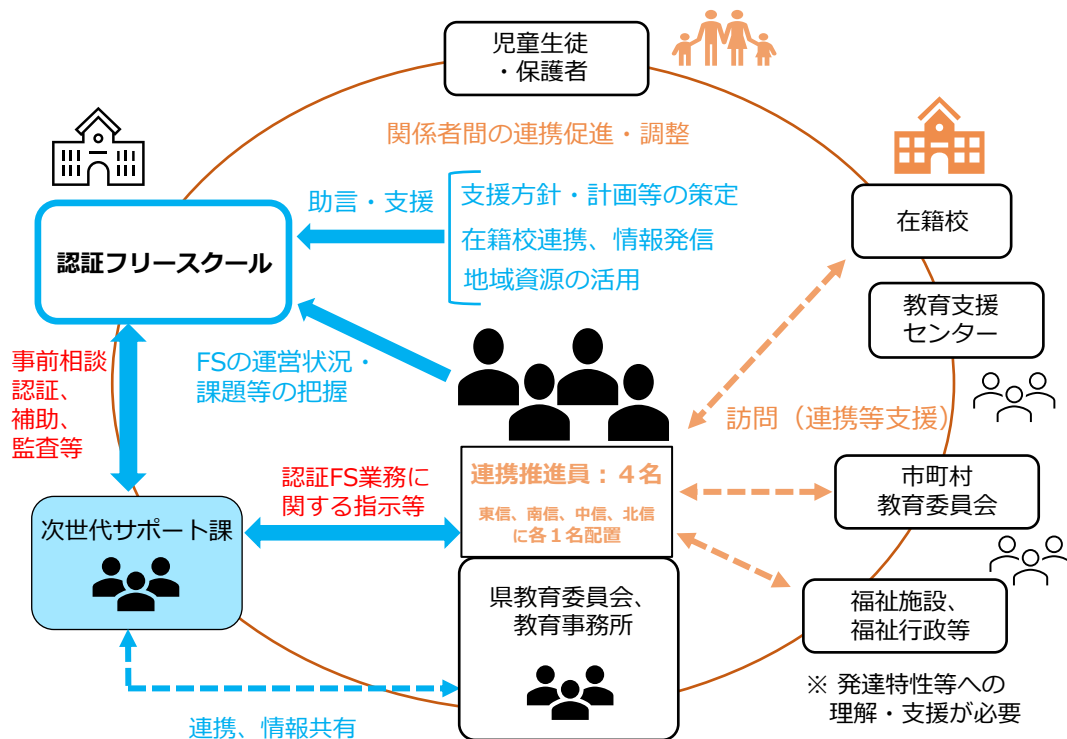 児童生徒
・保護者
関係者間の連携促進・調整
助言・支援
支援方針・計画等の策定
在籍校連携、情報発信
地域資源の活用
認証フリースクール
在籍校
教育支援
センター
事前相談
認証、
補助、
監査等
FSの運営状況・
課題等の把握
訪問（連携等支援）
認証FS業務に
関する指示等
連携推進員：４名
東信、南信、中信、北信
に各１名配置
市町村
教育委員会
次世代サポート課
県教育委員会、
教育事務所
福祉施設、
福祉行政等
※ 発達特性等への
理解・支援が必要
連携、情報共有